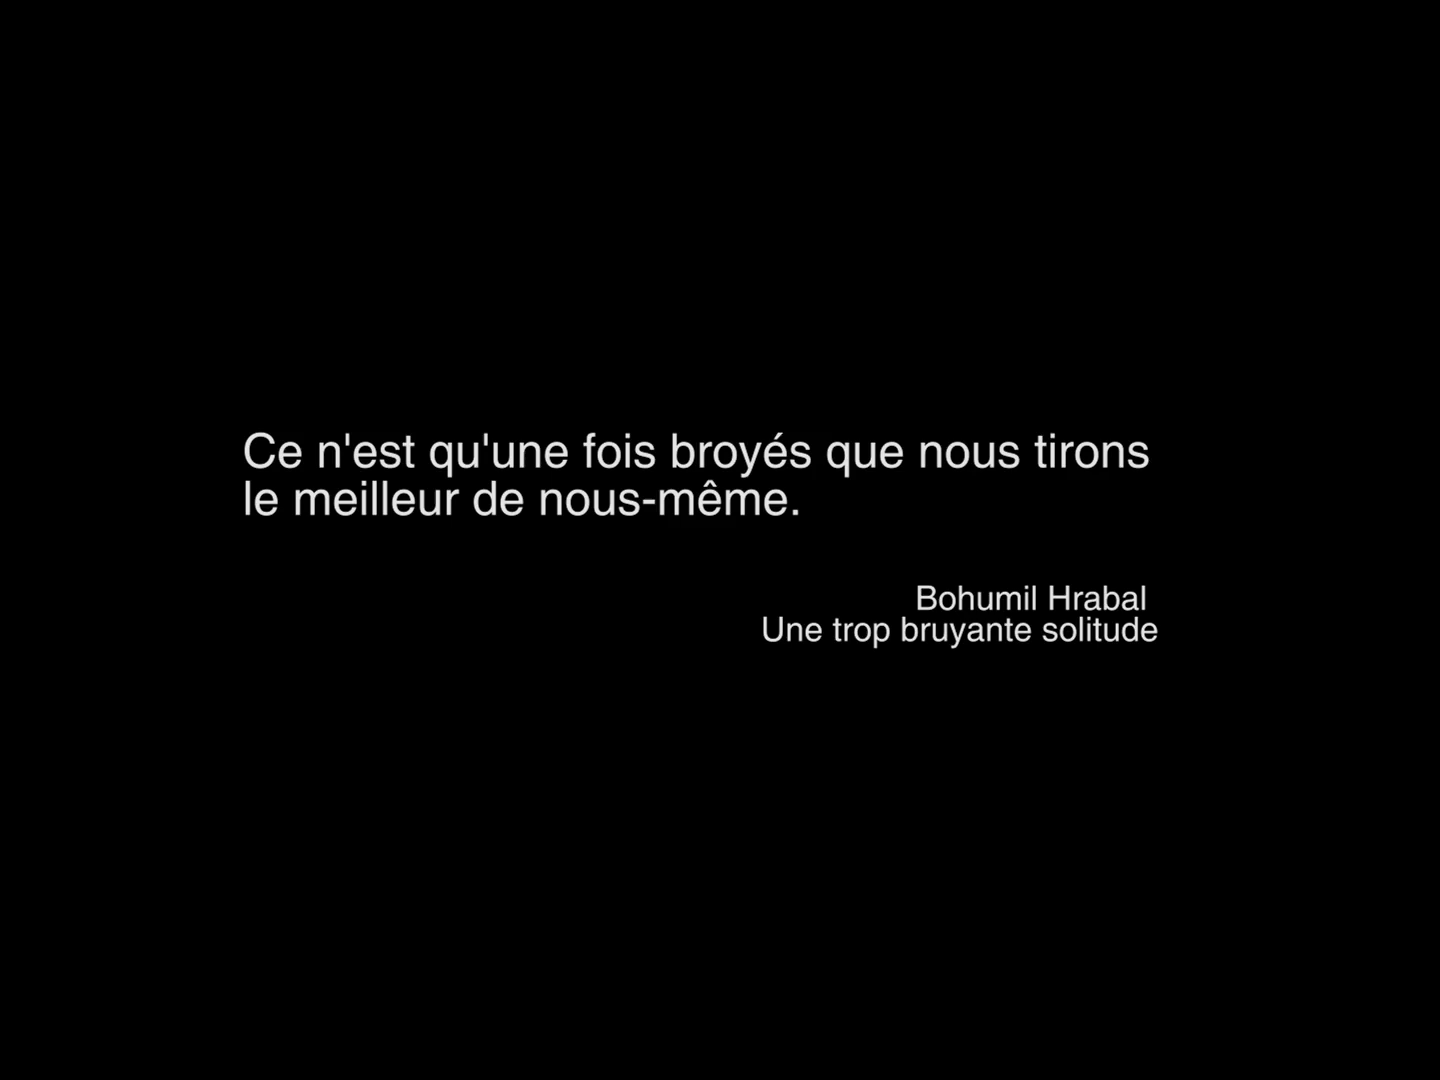 Ce n'est qu'une fois broyés que nous tirons
le meilleur de nous-même.
Bohumil Hrabal
Une trop bruyante solitude